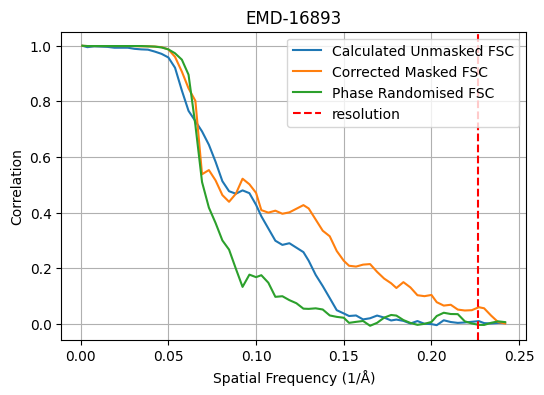 EMD-16893
Calculated Unmasked FSC
Corrected Masked FSC
Phase Randomised FSC
resolution
Correlation
1.0
0.8
0.6
0.4
0.2
0.0
0.00 0.05 0.10 0.15 0.20 0.25
Spatial Frequency (1/Å)